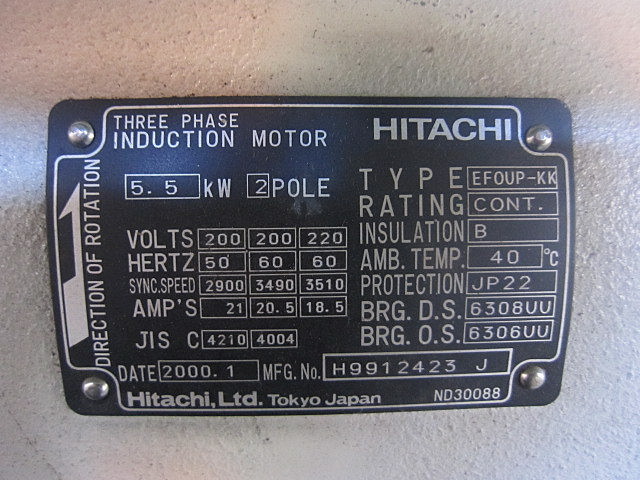 THREE PHASE
INDUCTION MOTOR
HITACHI
5.5 kW 2 POLE
VOLTS 200 200 220
HERTZ 50 60 60
SYNC.SPEED 2900 3490 3510
AMP'S 21 20.5 18.5
JIS C 4210 4004
TYPE EFOUP-KK
RATING CONT.
INSULATION B
AMB. TEMP. 40 °C
PROTECTION JP22
BRG. D.S. 6308UU
BRG. O.S. 6306UU
DATE 2000.1 MFG. No. H9912423 J
Hitachi, Ltd. Tokyo Japan ND30088
DIRECTION OF ROTATION